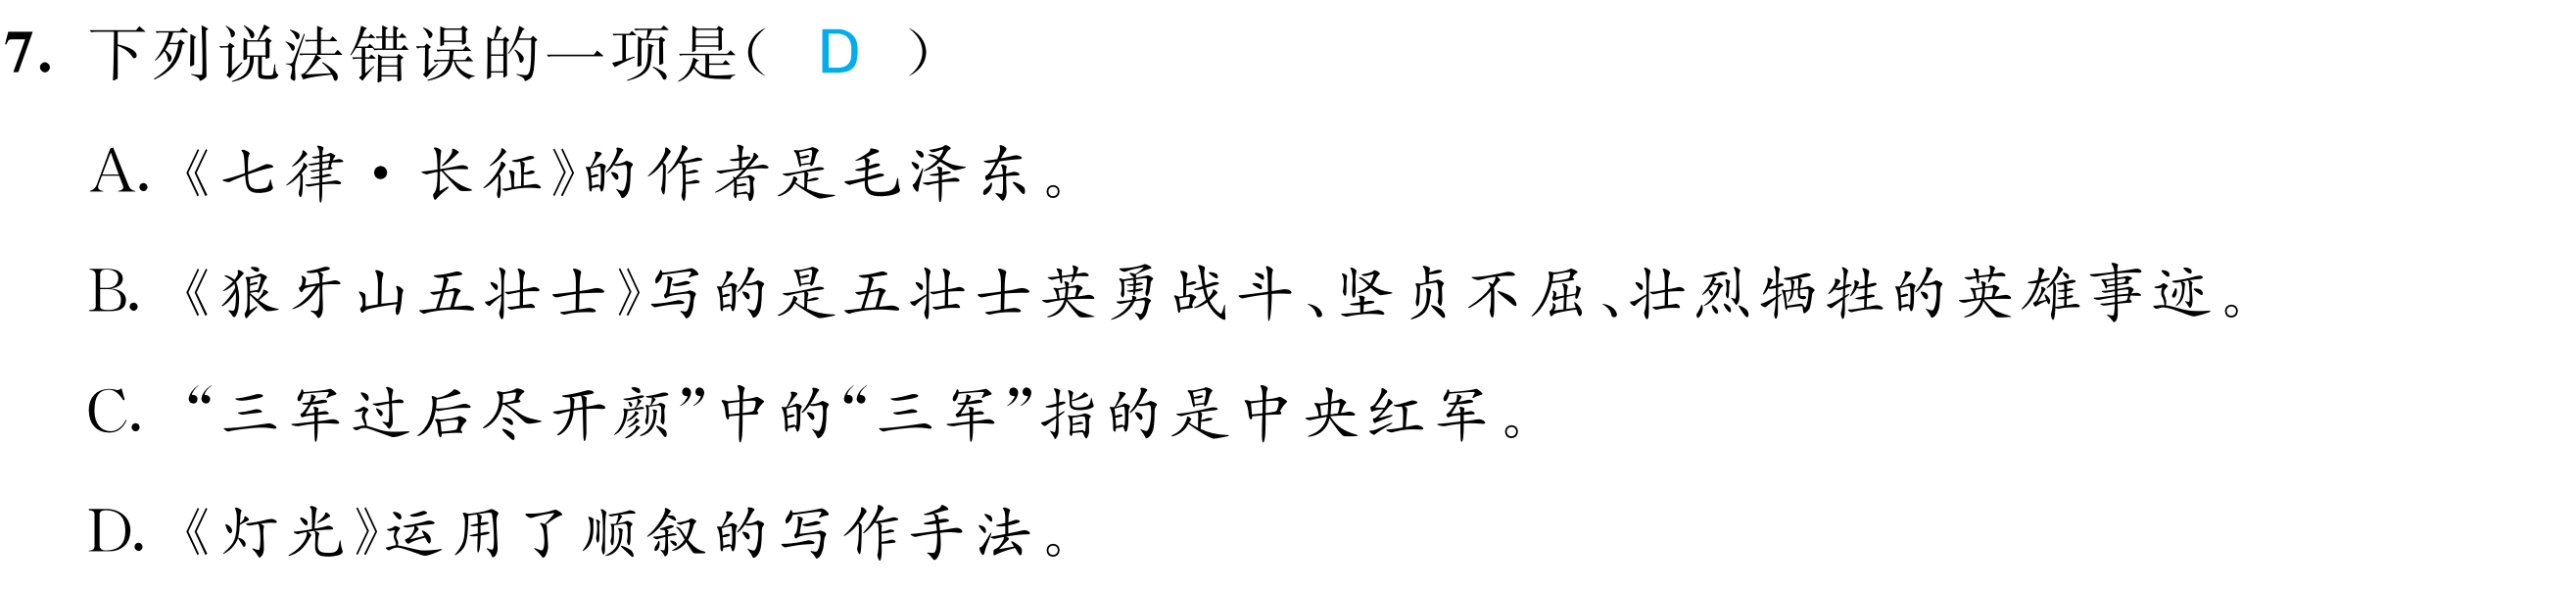 7. 下列说法错误的一项是( D )
A.《七律·长征》的作者是毛泽东。
B.《狼牙山五壮士》写的是五壮士英勇战斗、坚贞不屈、壮烈牺牲的英雄事迹。
C.“三军过后尽开颜”中的“三军”指的是中央红军。
D.《灯光》运用了顺叙的写作手法。